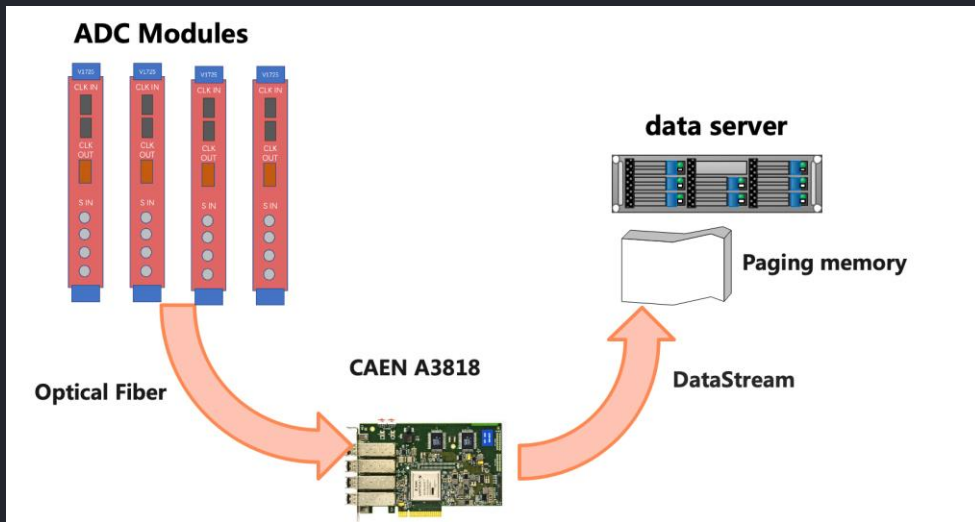 ADC Modules
V1725
CLK IN
CLK
OUT
S IN
V1725
CLK IN
CLK
OUT
S IN
V1725
CLK IN
CLK
OUT
S IN
V1725
CLK IN
CLK
OUT
S IN
data server
Paging memory
CAEN A3818
Optical Fiber
DataStream